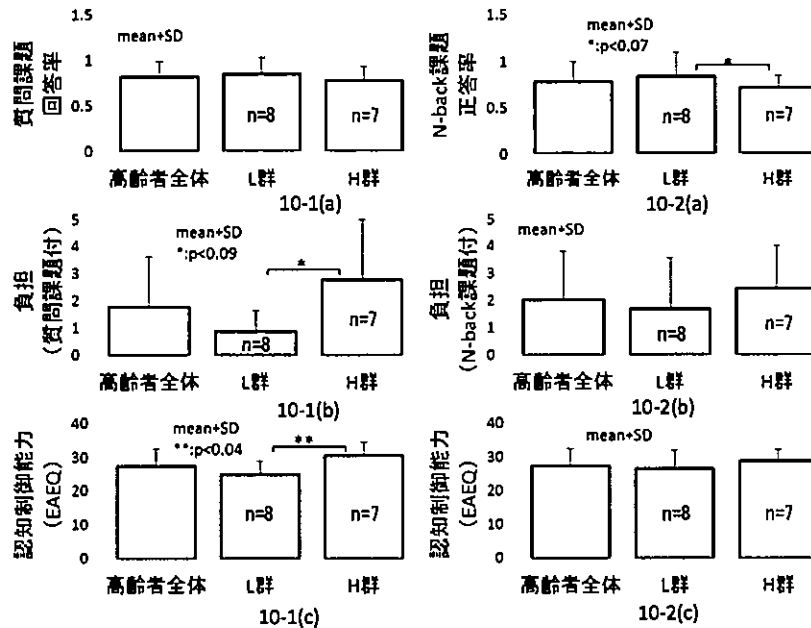 質問課題
回答率
1.5
1
0.5
0
mean+SD
n=8
n=7
高齢者全体
L群
H群
10-1(a)
N-back課題
正答率
1.5
1
0.5
0
mean+SD
*:p<0.07
*
n=8
n=7
高齢者全体
L群
H群
10-2(a)
負担
(質問課題付)
5
4
3
2
1
0
mean+SD
*:p<0.09
*
n=8
n=7
高齢者全体
L群
H群
10-1(b)
負担
(N-back課題付)
5
4
3
2
1
0
mean+SD
n=8
n=7
高齢者全体
L群
H群
10-2(b)
認知制御能力
(EAEQ)
40
30
20
10
0
mean+SD
**:p<0.04
**
n=8
n=7
高齢者全体
L群
H群
10-1(c)
認知制御能力
(EAEQ)
40
30
20
10
0
mean+SD
n=8
n=7
高齢者全体
L群
H群
10-2(c)